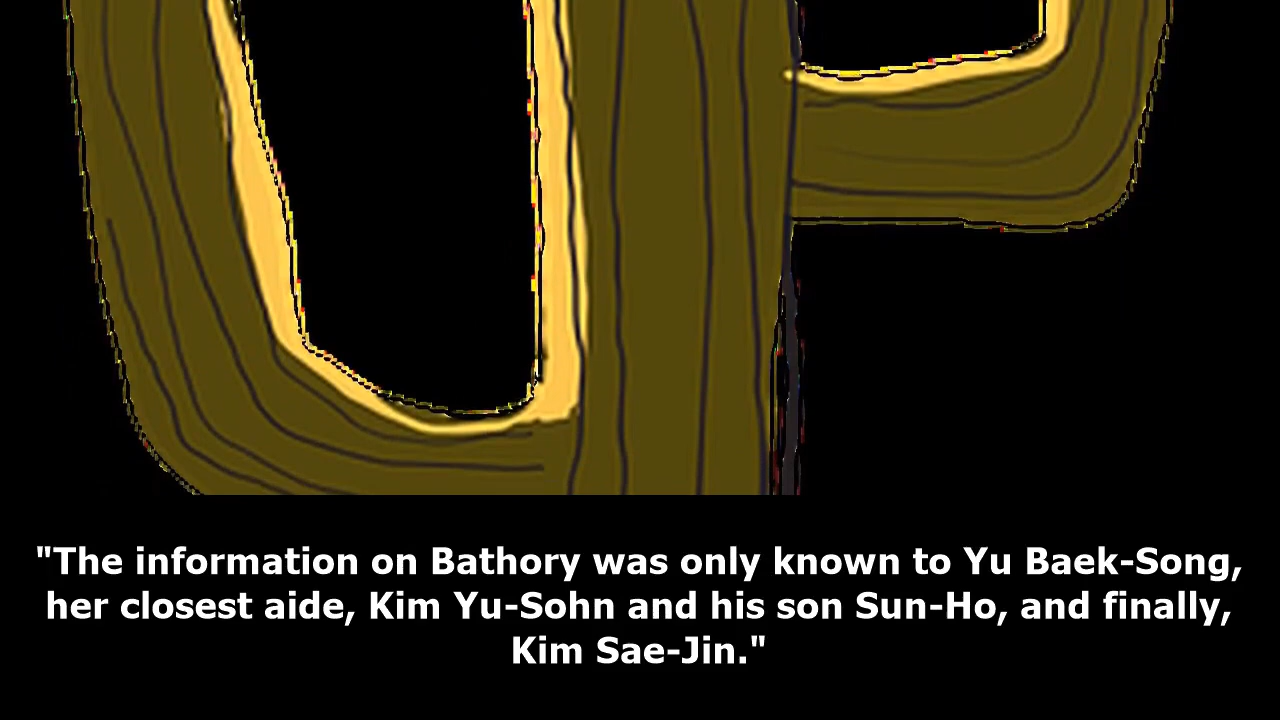 "The information on Bathory was only known to Yu Baek-Song,
her closest aide, Kim Yu-Sohn and his son Sun-Ho, and finally,
Kim Sae-Jin."